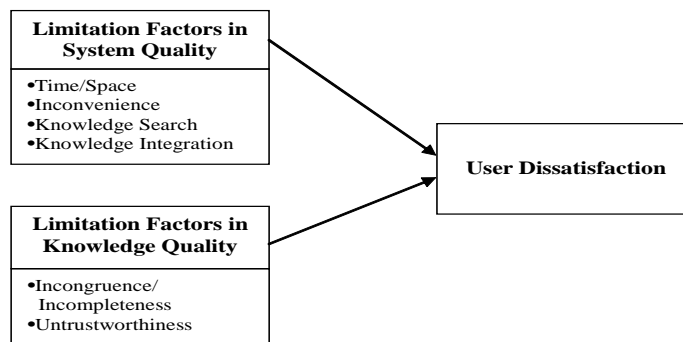 Limitation Factors in
System Quality
•Time/Space
•Inconvenience
•Knowledge Search
•Knowledge Integration
User Dissatisfaction
Limitation Factors in
Knowledge Quality
•Incongruence/
Incompleteness
•Untrustworthiness